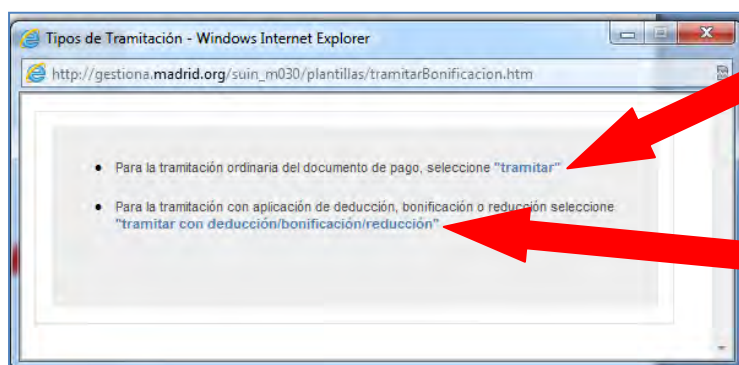 Tipos de Tramitación - Windows Internet Explorer
http://gestiona.madrid.org/suin_m030/plantillas/tramitarBonificacion.htm
• Para la tramitación ordinaria del documento de pago, seleccione "tramitar"
• Para la tramitación con aplicación de deducción, bonificación o reducción seleccione
"tramitar con deducción/bonificación/reducción"